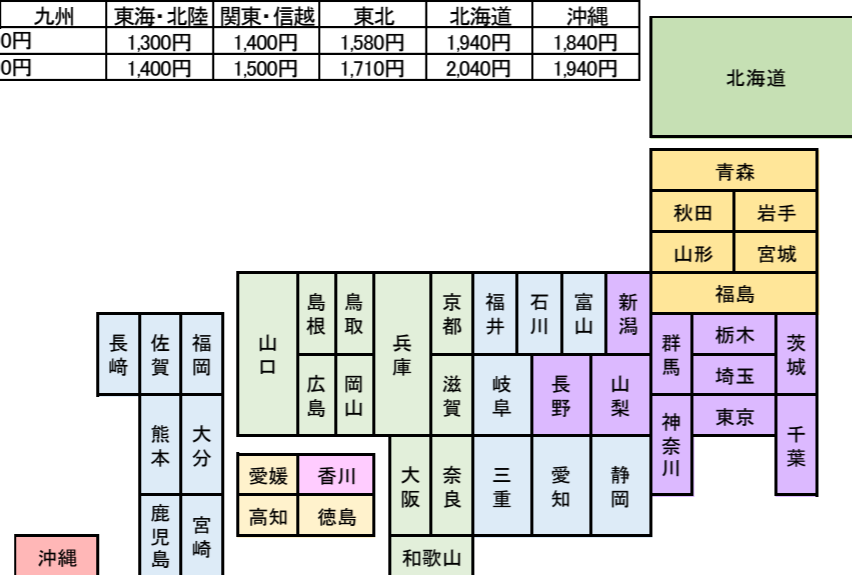 九州 東海・北陸 関東・信越 東北 北海道 沖縄
0円 1,300円 1,400円 1,580円 1,940円 1,840円
0円 1,400円 1,500円 1,710円 2,040円 1,940円
北海道
青森
秋田 岩手
山形 宮城
福島
島根 鳥取 京都 福井 石川 富山 新潟
山口 兵庫
長崎 佐賀 福岡
群馬 栃木 茨城
埼玉
広島 岡山 滋賀 岐阜 長野 山梨
神奈川 東京 千葉
熊本 大分
愛媛 香川 大阪 奈良 三重 愛知 静岡
高知 徳島
鹿児島 宮崎
沖縄 和歌山